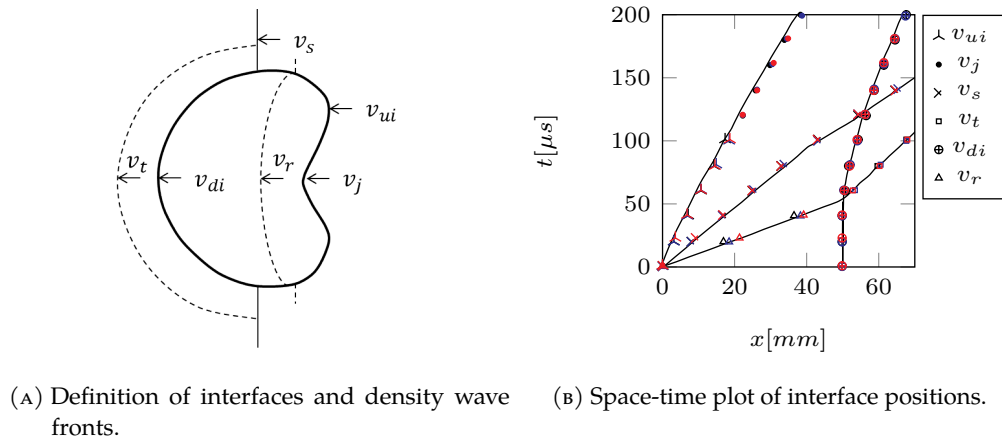 v_s
v_ui
v_t
v_di
v_r
v_j
(A) Definition of interfaces and density wave
fronts.
200
150
100
50
0
t[μs]
0
20
40
60
x[mm]
v_ui
v_j
v_s
v_t
v_di
v_r
(B) Space-time plot of interface positions.